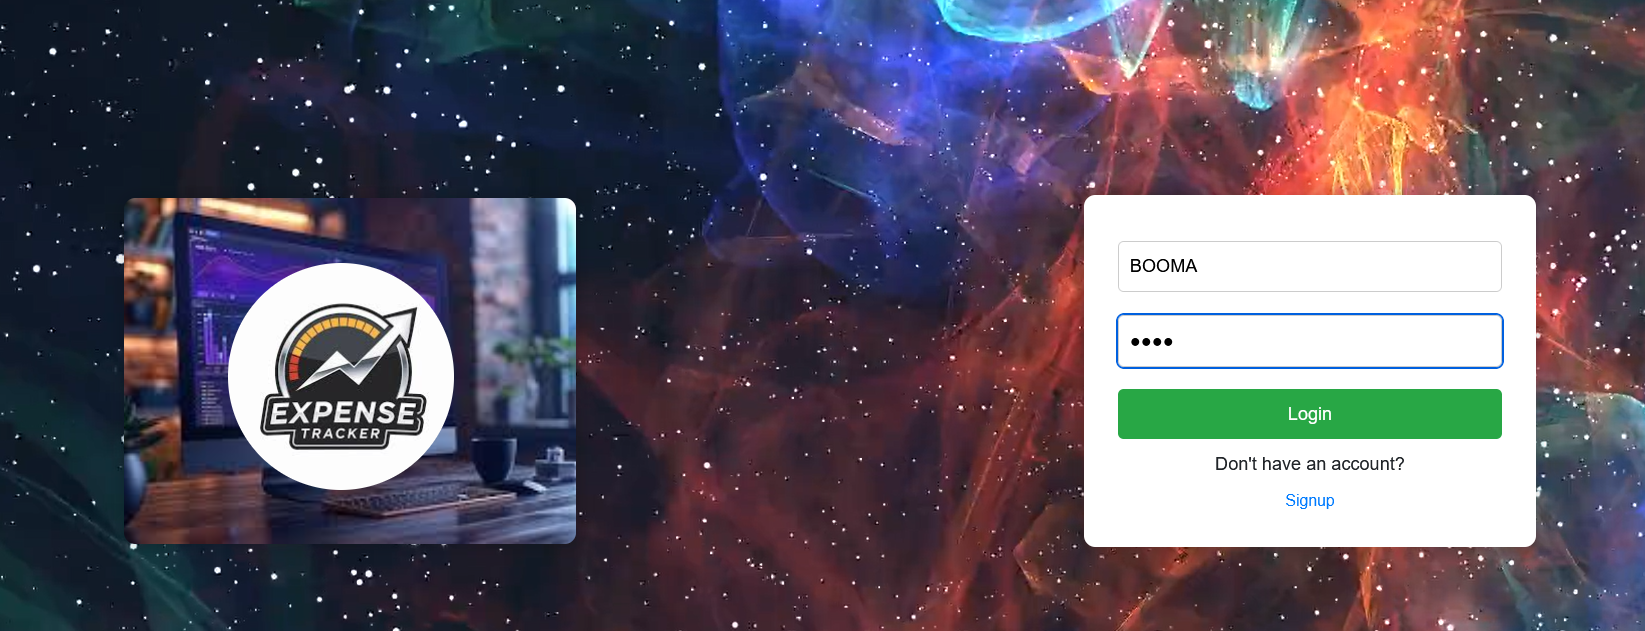 EXPENSE
TRACKER
BOOMA
••••
Login
Don't have an account?
Signup